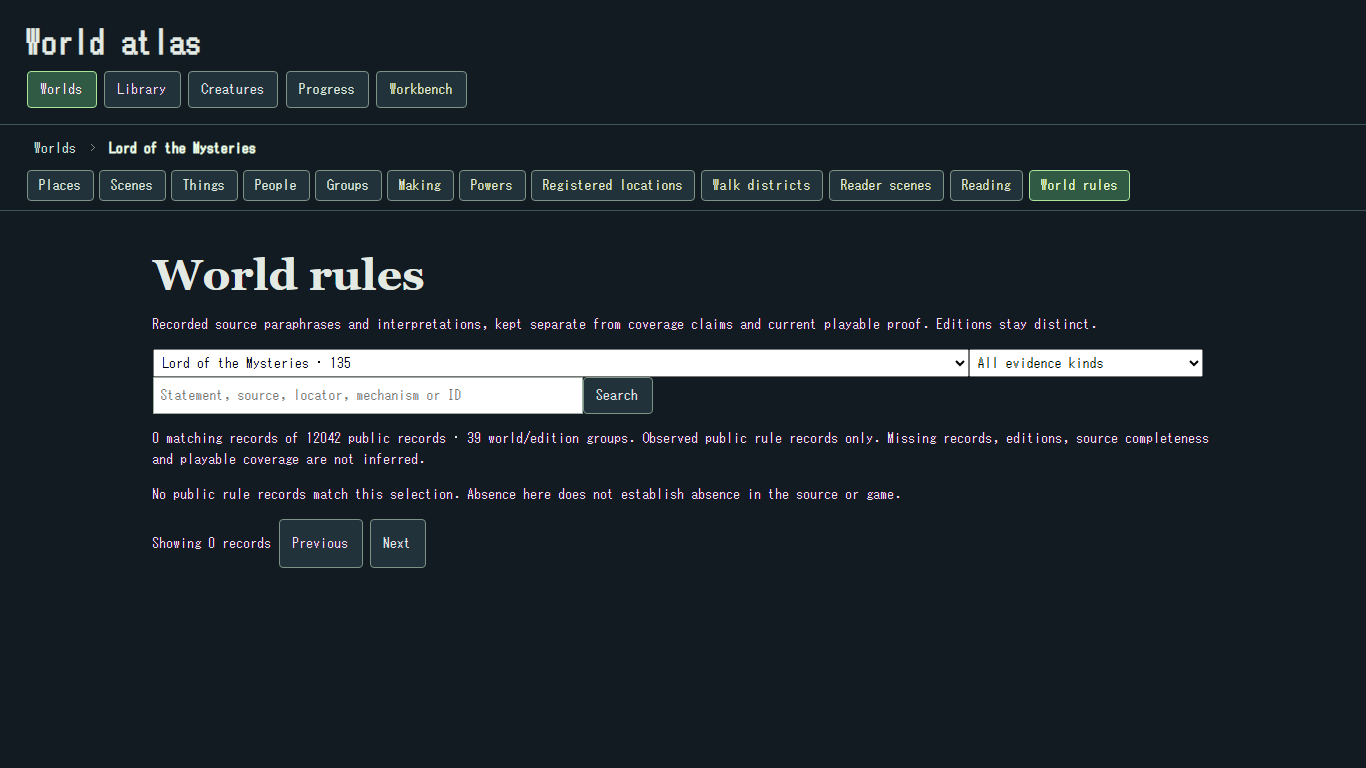 World atlas
Worlds Library Creatures Progress Workbench
Worlds > Lord of the Mysteries
Places Scenes Things People Groups Making Powers Registered locations Walk districts Reader scenes Reading World rules
World rules
Recorded source paraphrases and interpretations, kept separate from coverage claims and current playable proof. Editions stay distinct.
Lord of the Mysteries · 135 All evidence kinds
Statement, source, locator, mechanism or ID Search
0 matching records of 12042 public records · 39 world/edition groups. Observed public rule records only. Missing records, editions, source completeness
and playable coverage are not inferred.
No public rule records match this selection. Absence here does not establish absence in the source or game.
Showing 0 records Previous Next